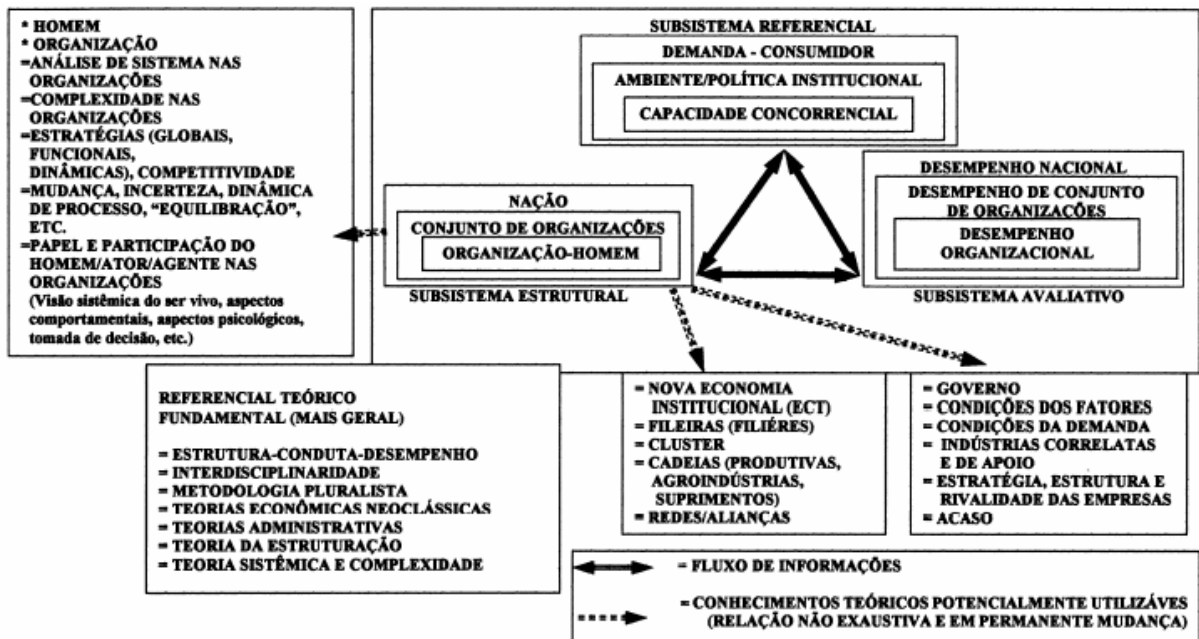 * HOMEM
* ORGANIZAÇÃO
=ANÁLISE DE SISTEMA NAS
ORGANIZAÇÕES
=COMPLEXIDADE NAS
ORGANIZAÇÕES
=ESTRATÉGIAS (GLOBAIS,
FUNCIONAIS,
DINÂMICAS), COMPETITIVIDADE
=MUDANÇA, INCERTEZA, DINÂMICA
DE PROCESSO, “EQUILIBRAÇÃO”,
ETC.
=PAPEL E PARTICIPAÇÃO DO
HOMEM/ATOR/AGENTE NAS
ORGANIZAÇÕES
(Visão sistêmica do ser vivo, aspectos
comportamentais, aspectos psicológicos,
tomada de decisão, etc.)
SUBSISTEMA REFERENCIAL
DEMANDA - CONSUMIDOR
AMBIENTE/POLÍTICA INSTITUCIONAL
CAPACIDADE CONCORRENCIAL
NAÇÃO
CONJUNTO DE ORGANIZAÇÕES
ORGANIZAÇÃO-HOMEM
SUBSISTEMA ESTRUTURAL
DESEMPENHO NACIONAL
DESEMPENHO DE CONJUNTO
DE ORGANIZAÇÕES
DESEMPENHO
ORGANIZACIONAL
SUBSISTEMA AVALIATIVO
REFERENCIAL TEÓRICO
FUNDAMENTAL (MAIS GERAL)
= ESTRUTURA-CONDUTA-DESEMPENHO
= INTERDISCIPLINARIDADE
= METODOLOGIA PLURALISTA
= TEORIAS ECONÔMICAS NEOCLÁSSICAS
= TEORIAS ADMINISTRATIVAS
= TEORIA DA ESTRUTURAÇÃO
= TEORIA SISTÊMICA E COMPLEXIDADE
= NOVA ECONOMIA
INSTITUCIONAL (ECT)
= FILEIRAS (FILIÉRES)
= CLUSTER
= CADEIAS (PRODUTIVAS,
AGROINDÚSTRIAS,
SUPRIMENTOS)
= REDES/ALIANÇAS
= GOVERNO
= CONDIÇÕES DOS FATORES
= CONDIÇÕES DA DEMANDA
= INDÚSTRIAS CORRELATAS
E DE APOIO
= ESTRATÉGIA, ESTRUTURA E
RIVALIDADE DAS EMPRESAS
= ACASO
= FLUXO DE INFORMAÇÕES
= CONHECIMENTOS TEÓRICOS POTENCIALMENTE UTILIZÁVES
(RELAÇÃO NÃO EXAUSTIVA E EM PERMANENTE MUDANÇA)